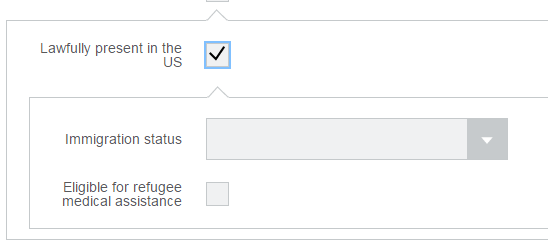 Lawfully present in the
US
Immigration status
Eligible for refugee
medical assistance